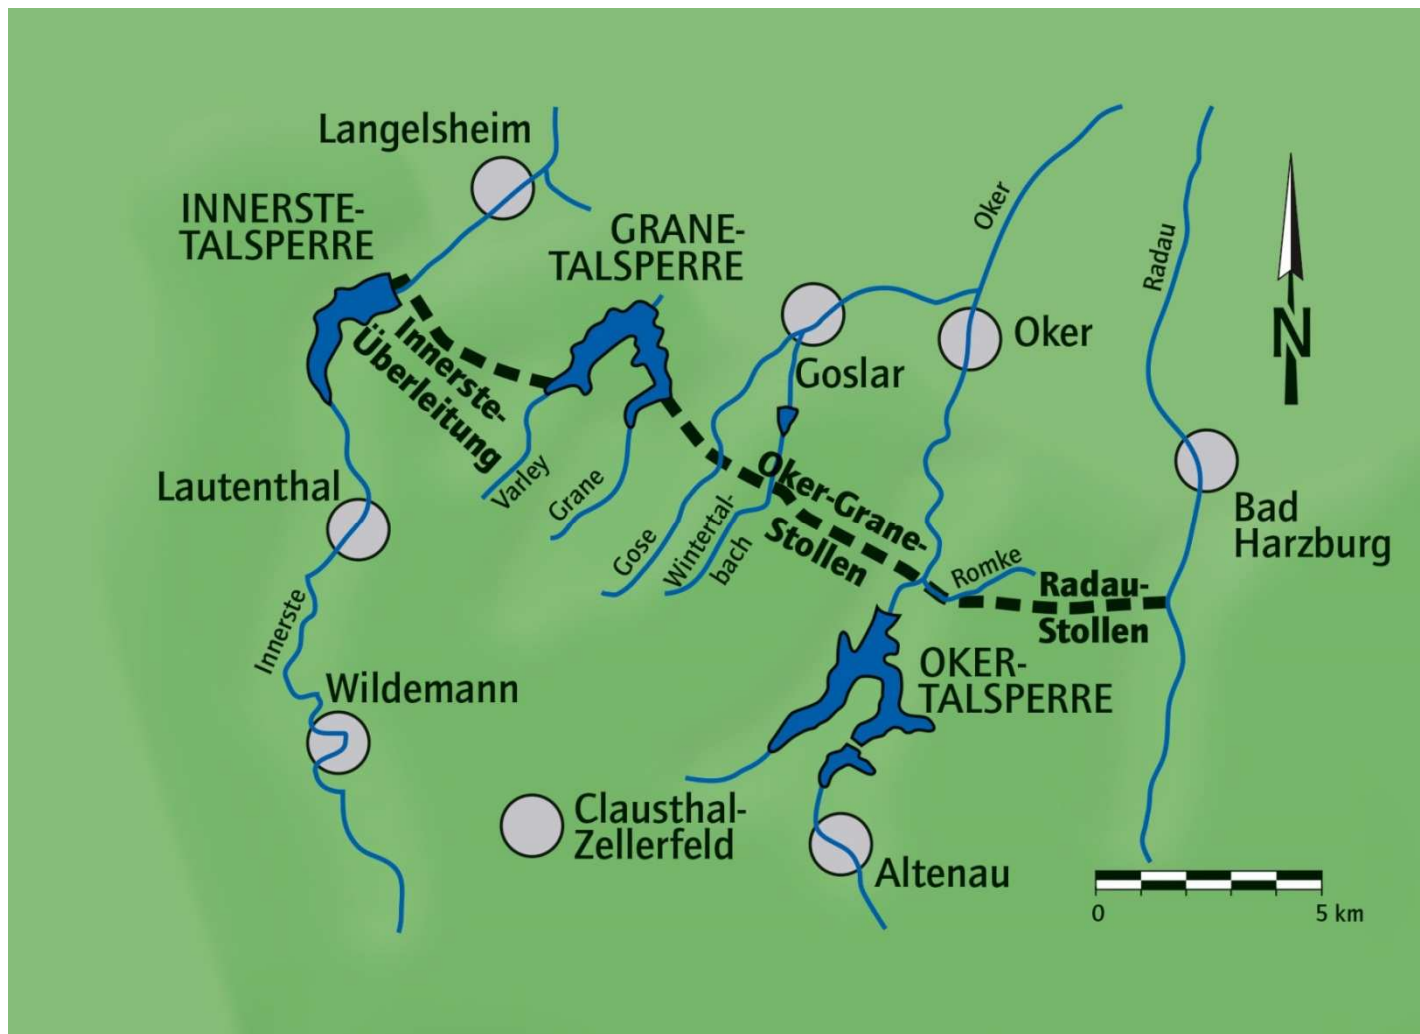 Langelsheim
INNERSTE-
TALSPERRE
GRANE-
TALSPERRE
Oker
Radau
N
Oker
Goslar
Innerste-
Überleitung
Lautenthal
Varley
Grane
Gose
Wintertal-
bach
Oker-Grane-
Stollen
Bad
Harzburg
Romke
Radau-
Stollen
Innerste
Wildemann
OKER-
TALSPERRE
Clausthal-
Zellerfeld
Altenau
0 5 km